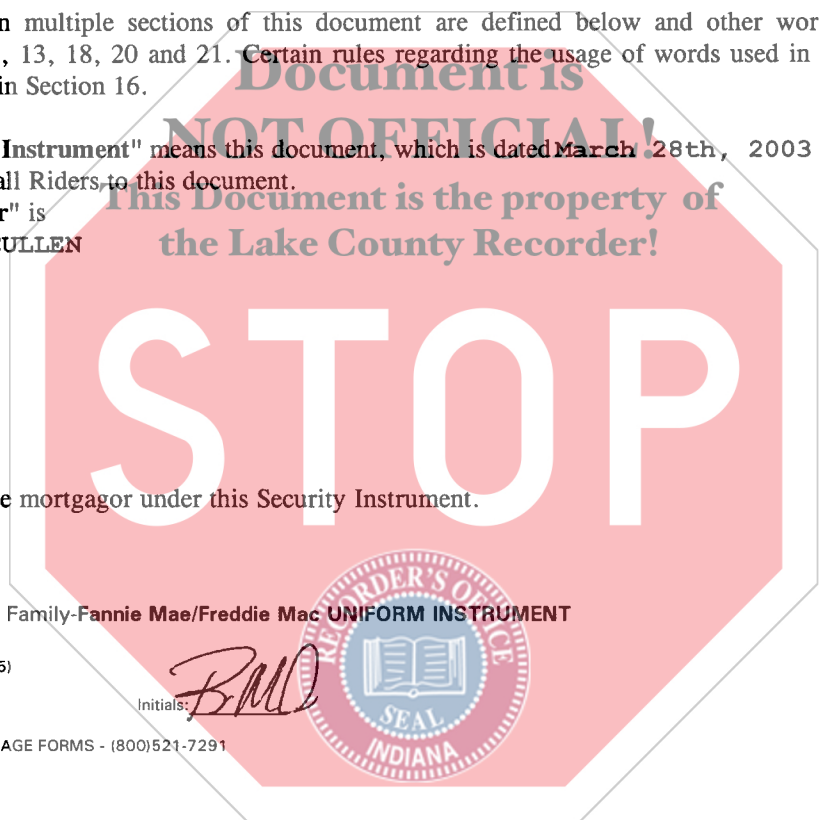 n multiple sections of this document are defined below and other wor
, 13, 18, 20 and 21. Certain rules regarding the usage of words used in
in Section 16.
Document is
NOT OFFICIAL!
Instrument" means this document, which is dated March 28th, 2003
all Riders to this document.
This Document is the property of
r" is
the Lake County Recorder!
CULLEN
STOP
e mortgagor under this Security Instrument.
RECORDER'S OFFICE
Family-Fannie Mae/Freddie Mac UNIFORM INSTRUMENT
5)
Initials: BMC
SEAL
INDIANA
AGE FORMS - (800)521-7291